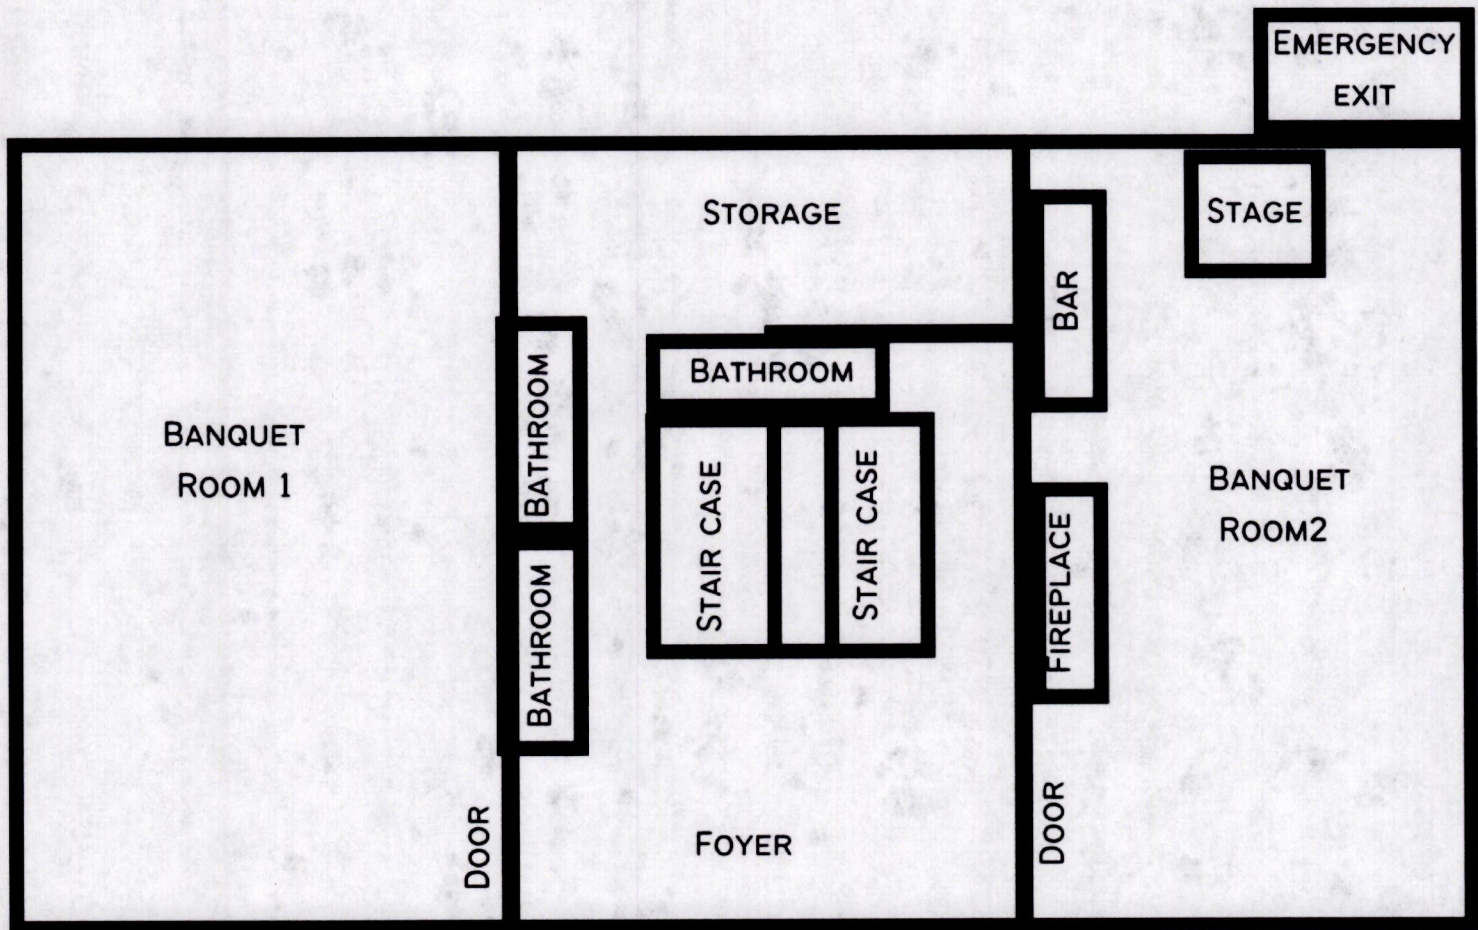 EMERGENCY
EXIT
STORAGE
STAGE
BAR
BATHROOM
BATHROOM
BANQUET
ROOM 1
STAIR CASE
STAIR CASE
BANQUET
ROOM2
FIREPLACE
BATHROOM
DOOR
FOYER
DOOR